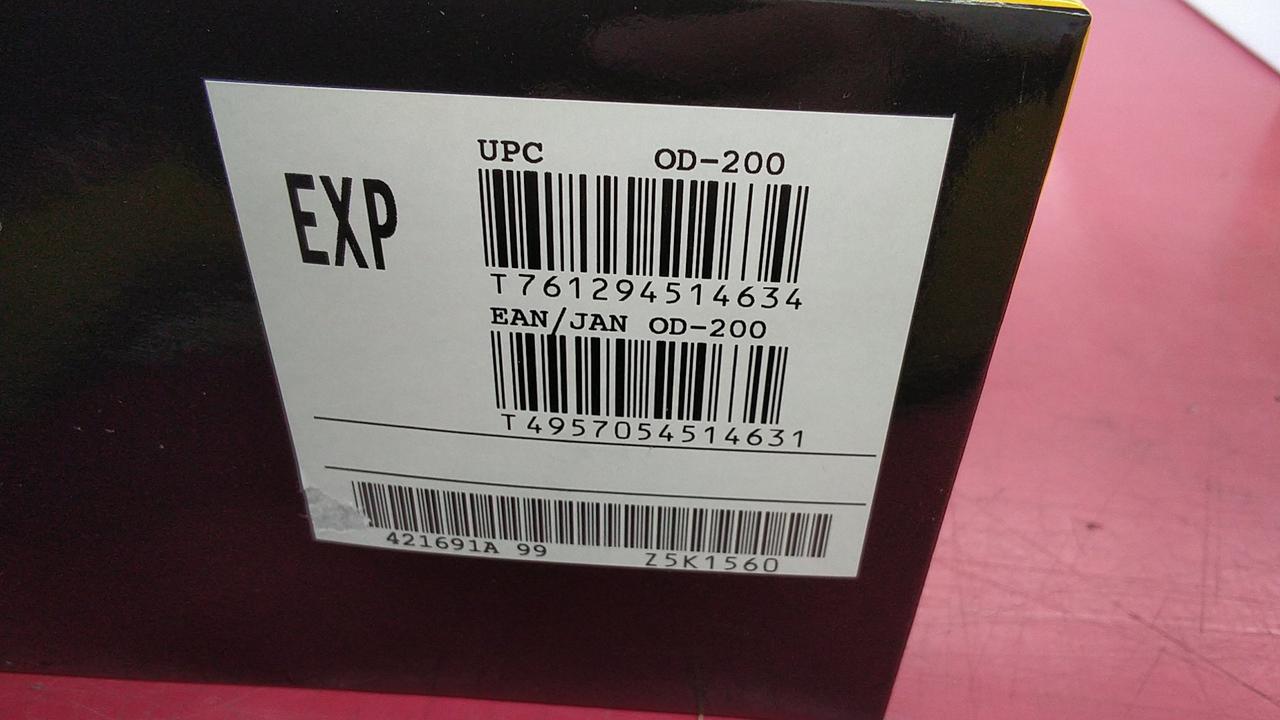 EXP
UPC OD-200
T761294514634
EAN/JAN OD-200
T4957054514631
421691A 99 Z5K1560